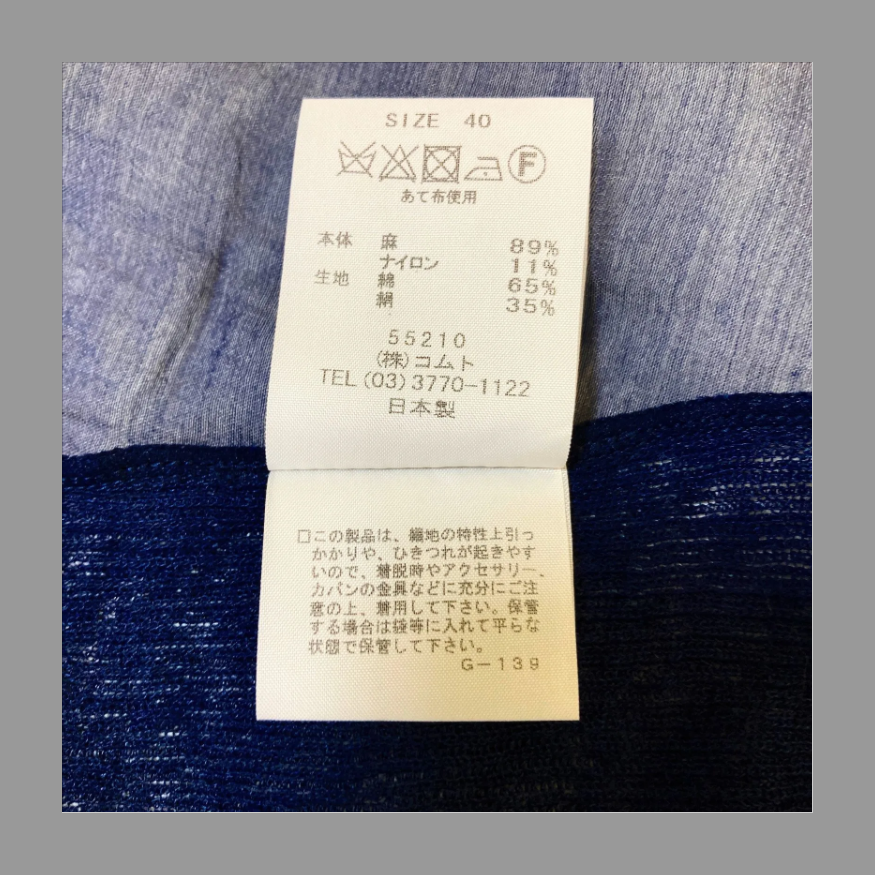 SIZE 40
F
あて布使用
本体 麻 89%
ナイロン 11%
生地 綿 65%
絹 35%
55210
(株)コムト
TEL(03)3770-1122
日本製
□この製品は、編地の特性上引っ
かかりや、ひきつれが起きやす
いので、着脱時やアクセサリー、
カバンの金具などに充分にご注
意の上、着用して下さい。保管
する場合は袋等に入れて平らな
状態で保管して下さい。
G-139